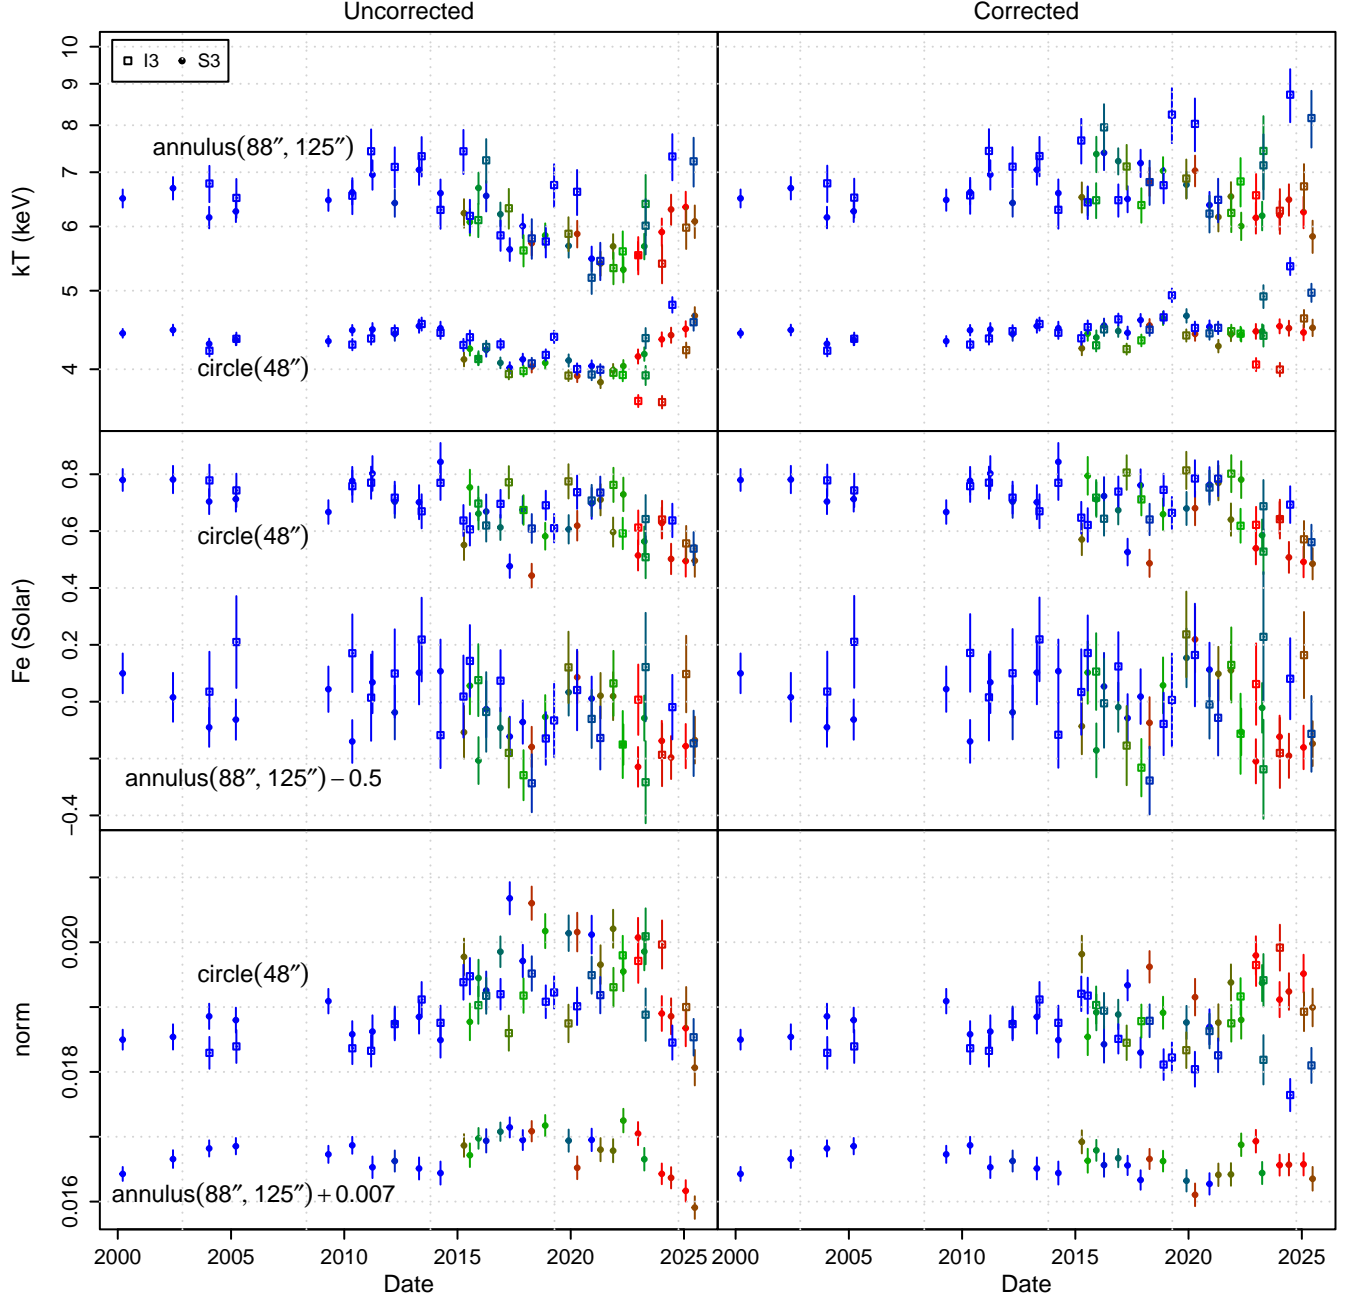 Uncorrected
Corrected
I3 S3
annulus(88″, 125″)
circle(48″)
kT (keV)
10
9
8
7
6
5
4
circle(48″)
annulus(88″, 125″) − 0.5
Fe (Solar)
0.8
0.6
0.4
0.2
0.0
−0.4
circle(48″)
annulus(88″, 125″) + 0.007
norm
0.020
0.018
0.016
2000 2005 2010 2015 2020 2025
2000 2005 2010 2015 2020 2025
Date
Date